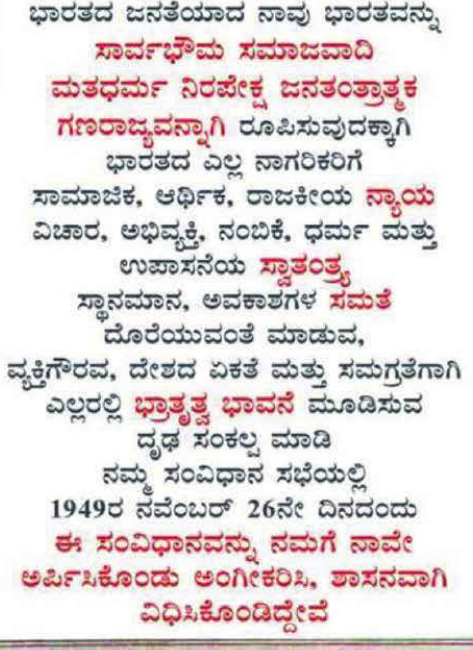 ಭಾರತದ ಜನತೆಯಾದ ನಾವು ಭಾರತವನ್ನು
ಸಾರ್ವಭೌಮ ಸಮಾಜವಾದಿ
ಮತಧರ್ಮ ನಿರಪೇಕ್ಷ ಜನತಂತ್ರಾತ್ಮಕ
ಗಣರಾಜ್ಯವನ್ನಾಗಿ ರೂಪಿಸುವುದಕ್ಕಾಗಿ
ಭಾರತದ ಎಲ್ಲ ನಾಗರಿಕರಿಗೆ
ಸಾಮಾಜಿಕ, ಆರ್ಥಿಕ, ರಾಜಕೀಯ ನ್ಯಾಯ
ವಿಚಾರ, ಅಭಿವ್ಯಕ್ತಿ, ನಂಬಿಕೆ, ಧರ್ಮ ಮತ್ತು
ಉಪಾಸನೆಯ ಸ್ವಾತಂತ್ರ್ಯ
ಸ್ಥಾನಮಾನ, ಅವಕಾಶಗಳ ಸಮತೆ
ದೊರೆಯುವಂತೆ ಮಾಡುವ,
ವ್ಯಕ್ತಿಗೌರವ, ದೇಶದ ಏಕತೆ ಮತ್ತು ಸಮಗ್ರತೆಗಾಗಿ
ಎಲ್ಲರಲ್ಲಿ ಭ್ರಾತೃತ್ವ ಭಾವನೆ ಮೂಡಿಸುವ
ದೃಢ ಸಂಕಲ್ಪ ಮಾಡಿ
ನಮ್ಮ ಸಂವಿಧಾನ ಸಭೆಯಲ್ಲಿ
1949ರ ನವೆಂಬರ್ 26ನೇ ದಿನದಂದು
ಈ ಸಂವಿಧಾನವನ್ನು ನಮಗೆ ನಾವೇ
ಅರ್ಪಿಸಿಕೊಂಡು ಅಂಗೀಕರಿಸಿ, ಶಾಸನವಾಗಿ
ವಿಧಿಸಿಕೊಂಡಿದ್ದೇವೆ